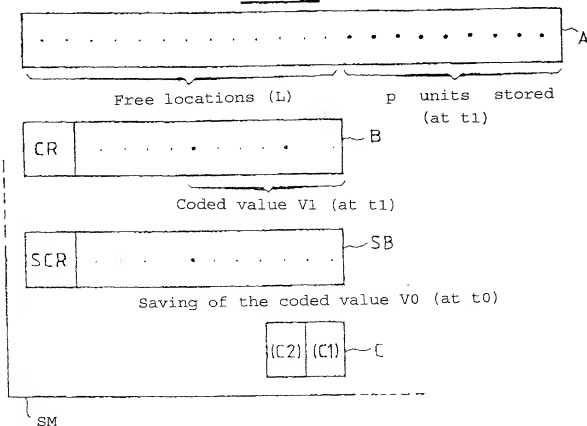 A
Free locations (L) p units stored
(at t1)
CR B
Coded value V1 (at t1)
SCR SB
Saving of the coded value V0 (at t0)
(C2) (C1) C
SM